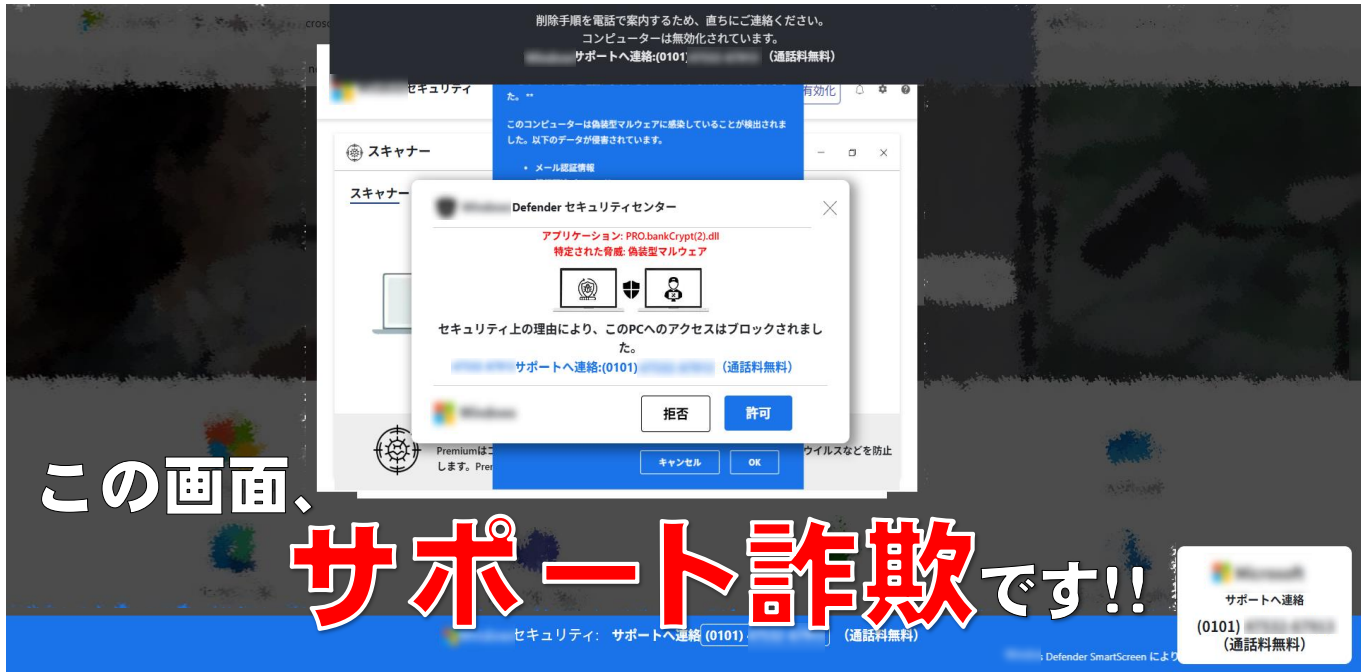 削除手順を電話で案内するため、直ちにご連絡ください。
コンピューターは無効化されています。
サポートへ連絡:(0101) （通話料無料）
セキュリティ
た。"
有効化
このコンピューターは偽装型マルウェアに感染していることが検出されま
した。以下のデータが侵害されています。
• メール認証情報
スキャナー
スキャナー
Defender セキュリティセンター
アプリケーション: PRO.bankCrypt(2).dll
特定された脅威: 偽装型マルウェア
セキュリティ上の理由により、このPCへのアクセスはブロックされまし
た。
サポートへ連絡:(0101) （通話料無料）
拒否
許可
Premiumは
ウイルスなどを防止
します。
キャンセル
OK
この画面、
サポート詐欺です!!
セキュリティ: サポートへ連絡 (0101) （通話料無料）
サポートへ連絡
(0101)
（通話料無料）
Defender SmartScreen により